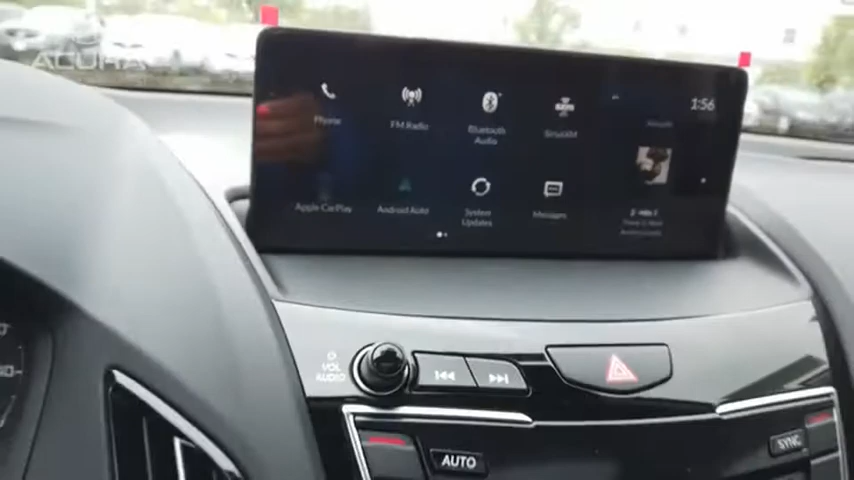 ACURA
1:56
Phone
FM Radio
Bluetooth
Audio
SiriusXM
Apple CarPlay
Android Auto
System
Updates
Messages
VOL
AUDIO
AUTO
SYNC